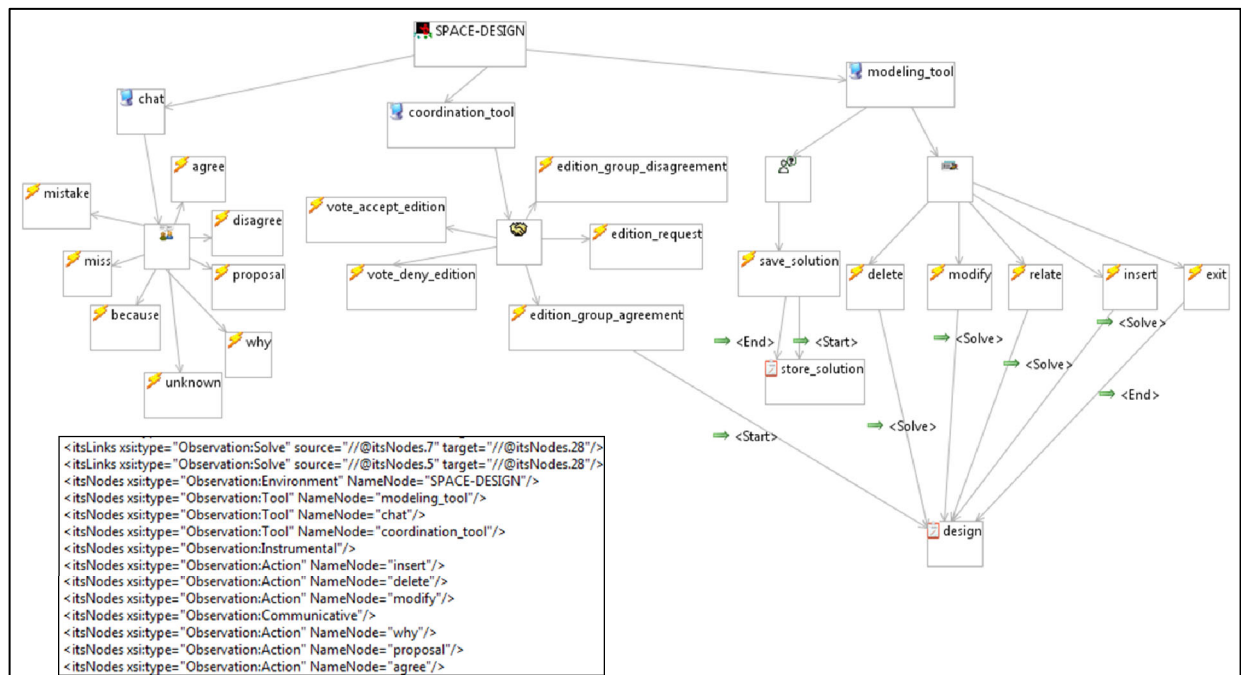 SPACE-DESIGN
modeling_tool
chat
coordination_tool
agree
edition_group_disagreement
mistake
vote_accept_edition
disagree
edition_request
miss
proposal
vote_deny_edition
save_solution
delete
modify
relate
insert
exit
because
edition_group_agreement
why
<End>
<Start>
<Solve>
<Solve>
<Solve>
unknown
store_solution
<End>
<Start>
<Solve>
design
<itsLinks xsi:type="Observation:Solve" source="//@itsNodes.7" target="//@itsNodes.28"/>
<itsLinks xsi:type="Observation:Solve" source="//@itsNodes.5" target="//@itsNodes.28"/>
<itsNodes xsi:type="Observation:Environment" NameNode="SPACE-DESIGN"/>
<itsNodes xsi:type="Observation:Tool" NameNode="modeling_tool"/>
<itsNodes xsi:type="Observation:Tool" NameNode="chat"/>
<itsNodes xsi:type="Observation:Tool" NameNode="coordination_tool"/>
<itsNodes xsi:type="Observation:Instrumental"/>
<itsNodes xsi:type="Observation:Action" NameNode="insert"/>
<itsNodes xsi:type="Observation:Action" NameNode="delete"/>
<itsNodes xsi:type="Observation:Action" NameNode="modify"/>
<itsNodes xsi:type="Observation:Communicative"/>
<itsNodes xsi:type="Observation:Action" NameNode="why"/>
<itsNodes xsi:type="Observation:Action" NameNode="proposal"/>
<itsNodes xsi:type="Observation:Action" NameNode="agree"/>